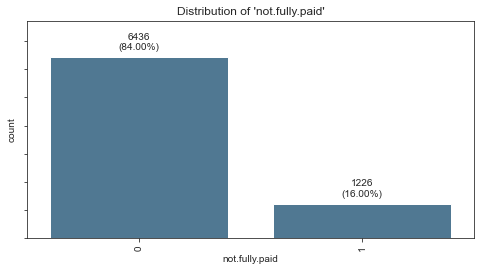 Distribution of 'not.fully.paid'
6436
(84.00%)
1226
(16.00%)
count
0
1
not.fully.paid